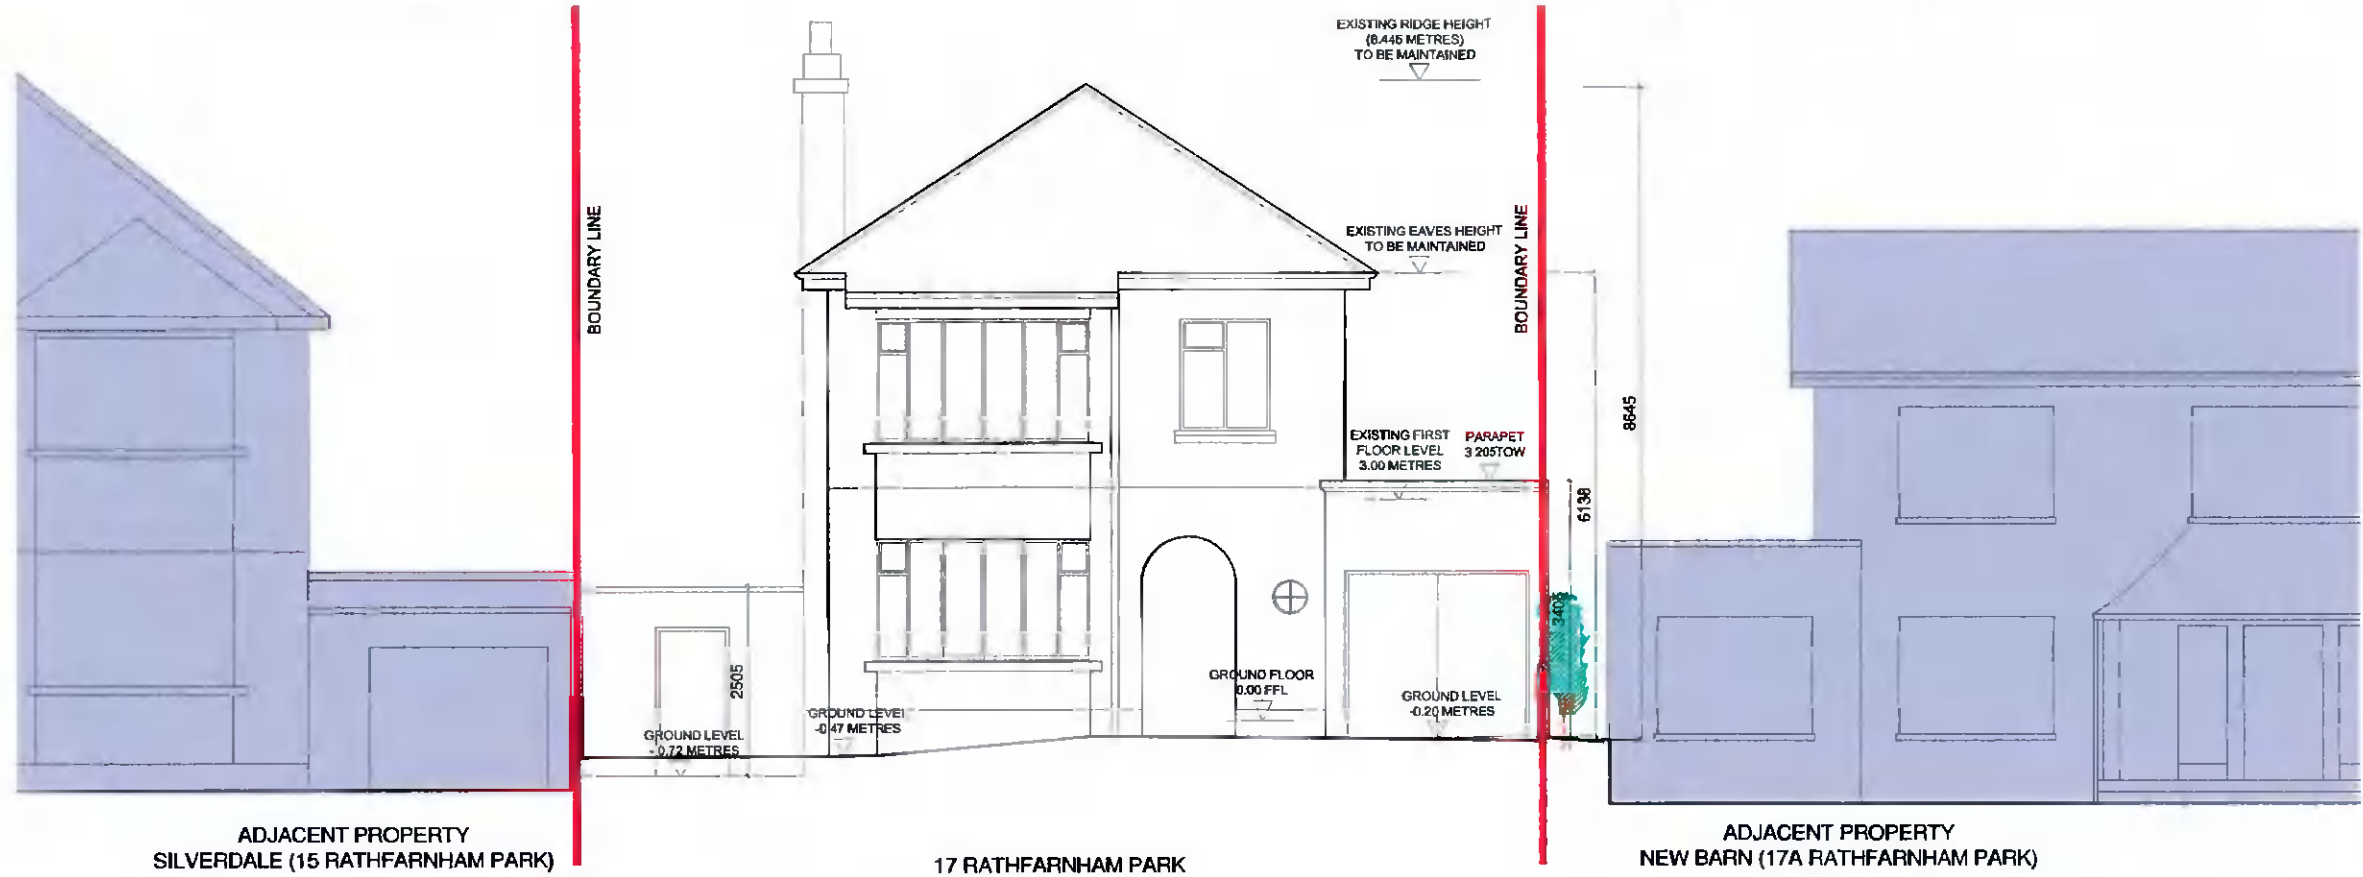 EXISTING RIDGE HEIGHT
(8.445 METRES)
TO BE MAINTAINED
BOUNDARY LINE
EXISTING EAVES HEIGHT
TO BE MAINTAINED
BOUNDARY LINE
8645
EXISTING FIRST
FLOOR LEVEL
3.00 METRES
PARAPET
3 205TOW
6138
3405
2505
GROUND FLOOR
0.00 FFL
GROUND LEVEL
-0.20 METRES
GROUND LEVEL
-0.47 METRES
GROUND LEVEL
- 0.72 METRES
ADJACENT PROPERTY
SILVERDALE (15 RATHFARNHAM PARK)
17 RATHFARNHAM PARK
ADJACENT PROPERTY
NEW BARN (17A RATHFARNHAM PARK)